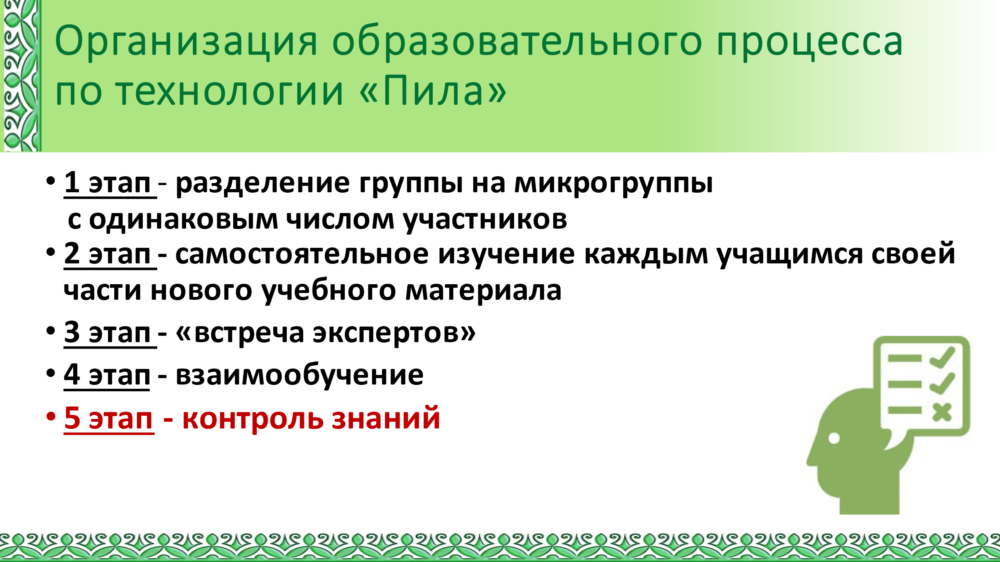 Организация образовательного процесса
по технологии «Пила»
• 1 этап - разделение группы на микрогруппы
с одинаковым числом участников
• 2 этап - самостоятельное изучение каждым учащимся своей
части нового учебного материала
• 3 этап - «встреча экспертов»
• 4 этап - взаимообучение
• 5 этап - контроль знаний